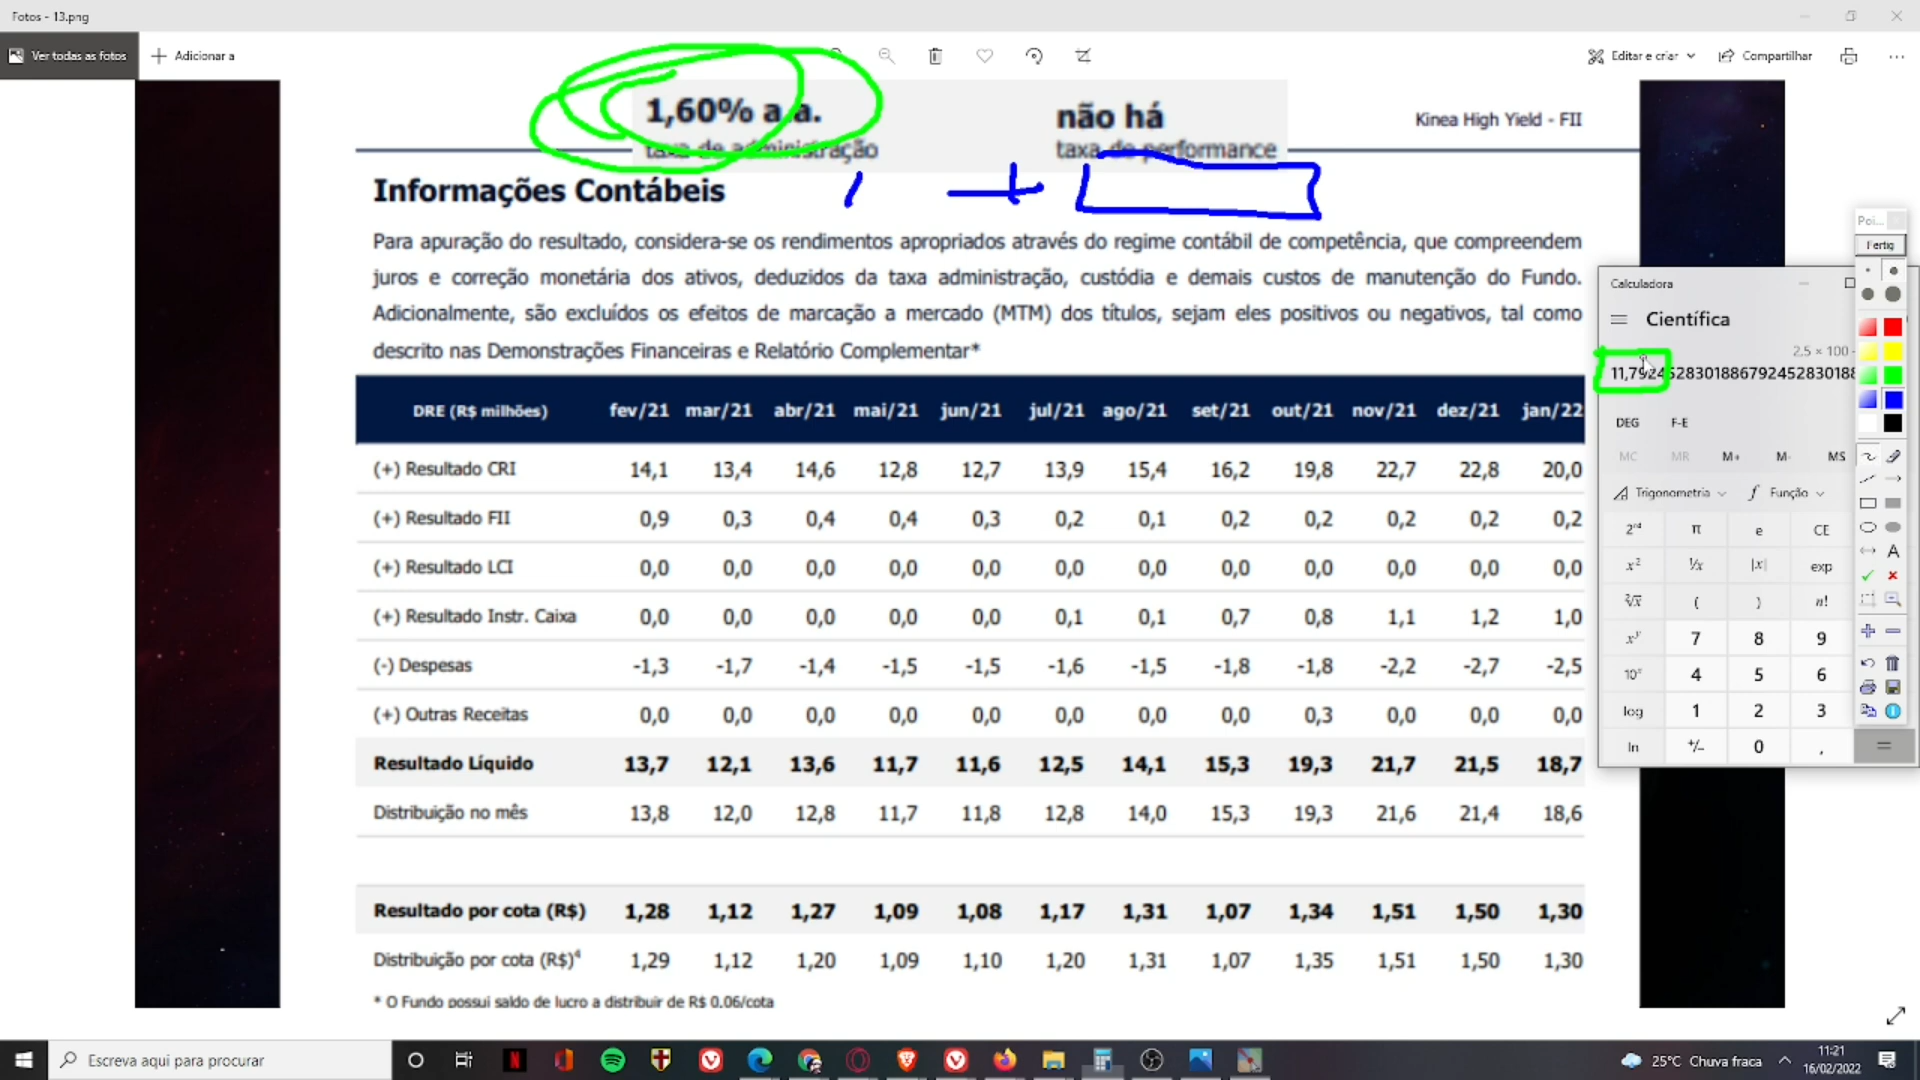 Fotos - 13.png
Ver todas as fotos
Adicionar a
Editar e criar
Compartilhar
1,60% a.a.
taxa de administração
não há
taxa de performance
Kinea High Yield - FII
Informações Contábeis
Para apuração do resultado, considera-se os rendimentos apropriados através do regime contábil de competência, que compreendem
juros e correção monetária dos ativos, deduzidos da taxa administração, custódia e demais custos de manutenção do Fundo.
Adicionalmente, são excluídos os efeitos de marcação a mercado (MTM) dos títulos, sejam eles positivos ou negativos, tal como
descrito nas Demonstrações Financeiras e Relatório Complementar*
DRE (R$ milhões) fev/21 mar/21 abr/21 mai/21 jun/21 jul/21 ago/21 set/21 out/21 nov/21 dez/21 jan/22
(+) Resultado CRI 14,1 13,4 14,6 12,8 12,7 13,9 15,4 16,2 19,8 22,7 22,8 20,0
(+) Resultado FII 0,9 0,3 0,4 0,4 0,3 0,2 0,1 0,2 0,2 0,2 0,2 0,2
(+) Resultado LCI 0,0 0,0 0,0 0,0 0,0 0,0 0,0 0,0 0,0 0,0 0,0 0,0
(+) Resultado Instr. Caixa 0,0 0,0 0,0 0,0 0,0 0,1 0,1 0,7 0,8 1,1 1,2 1,0
(-) Despesas -1,3 -1,7 -1,4 -1,5 -1,5 -1,6 -1,5 -1,8 -1,8 -2,2 -2,7 -2,5
(+) Outras Receitas 0,0 0,0 0,0 0,0 0,0 0,0 0,0 0,0 0,3 0,0 0,0 0,0
Resultado Líquido 13,7 12,1 13,6 11,7 11,6 12,5 14,1 15,3 19,3 21,7 21,5 18,7
Distribuição no mês 13,8 12,0 12,8 11,7 11,8 12,8 14,0 15,3 19,3 21,6 21,4 18,6
Resultado por cota (R$) 1,28 1,12 1,27 1,09 1,08 1,17 1,31 1,07 1,34 1,51 1,50 1,30
Distribuição por cota (R$)⁴ 1,29 1,12 1,20 1,09 1,10 1,20 1,31 1,07 1,35 1,51 1,50 1,30
* O Fundo possui saldo de lucro a distribuir de R$ 0,06/cota
Poi...
Fertig
Calculadora
Científica
2,5 × 100
11,7924528301886792452830188
DEG F-E
MC MR M+ M- MS
Trigonometria Função
2ⁿᵈ π e CE
x² ¹/x |x| exp
²√x ( ) n!
xʸ 7 8 9
10ˣ 4 5 6
log 1 2 3
ln +/- 0 , =
A
Escreva aqui para procurar
25°C Chuva fraca
11:21
16/02/2022